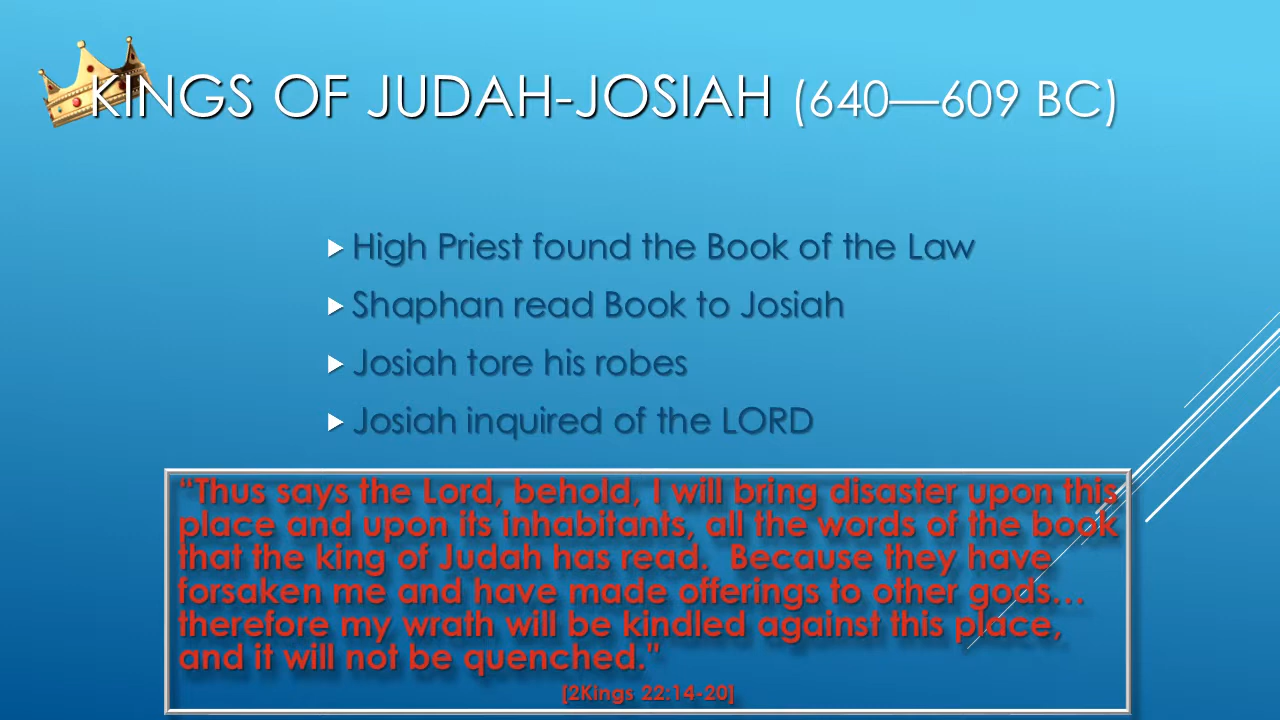 KINGS OF JUDAH-JOSIAH (640—609 BC)
High Priest found the Book of the Law
Shaphan read Book to Josiah
Josiah tore his robes
Josiah inquired of the LORD
“Thus says the Lord, behold, I will bring disaster upon this
place and upon its inhabitants, all the words of the book
that the king of Judah has read.  Because they have
forsaken me and have made offerings to other gods…
therefore my wrath will be kindled against this place,
and it will not be quenched."
[2Kings 22:14-20]